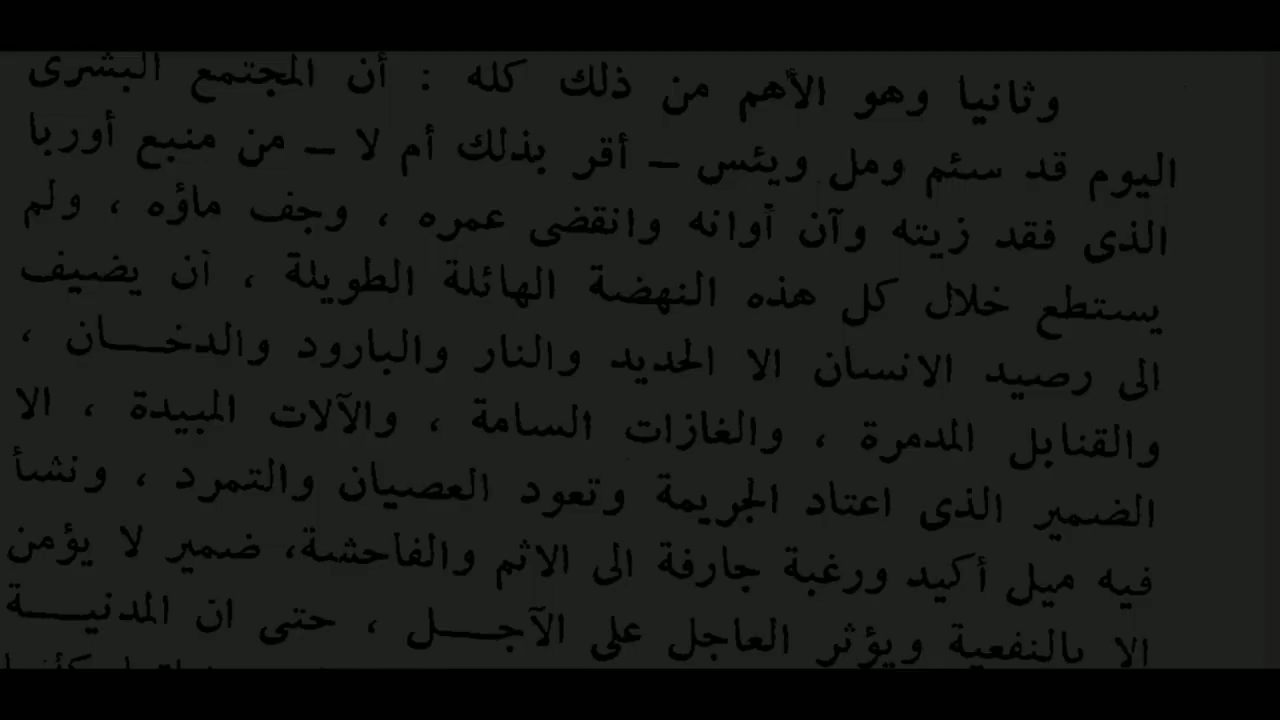 وثانيا وهو الأهم من ذلك كله : أن المجتمع البشرى
اليوم قد سئم ومل ويئس – أقر بذلك أم لا – من منبع أوربا
الذى فقد زيته وآن أوانه وانقضى عمره ، وجف ماؤه ، ولم
يستطع خلال كل هذه النهضة الهائلة الطويلة ، أن يضيف
الى رصيد الانسان الا الحديد والنار والبارود والدخـــان ،
والقنابل المدمرة ، والغازات السامة ، والآلات المبيدة ، الا
الضمير الذى اعتاد الجريمة وتعود العصيان والتمرد ، ونشأ
فيه ميل أكيد ورغبة جارفة الى الاثم والفاحشة، ضمير لا يؤمن
الا بالنفعية ويؤثر العاجل على الآجـــل ، حتى ان المدنيـــة